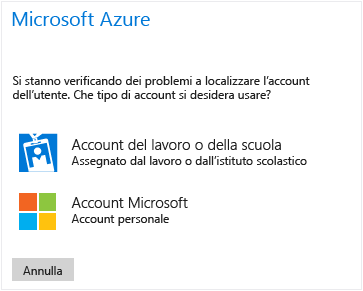 Microsoft Azure
Si stanno verificando dei problemi a localizzare l'account
dell'utente. Che tipo di account si desidera usare?
Account del lavoro o della scuola
Assegnato dal lavoro o dall'istituto scolastico
Account Microsoft
Account personale
Annulla